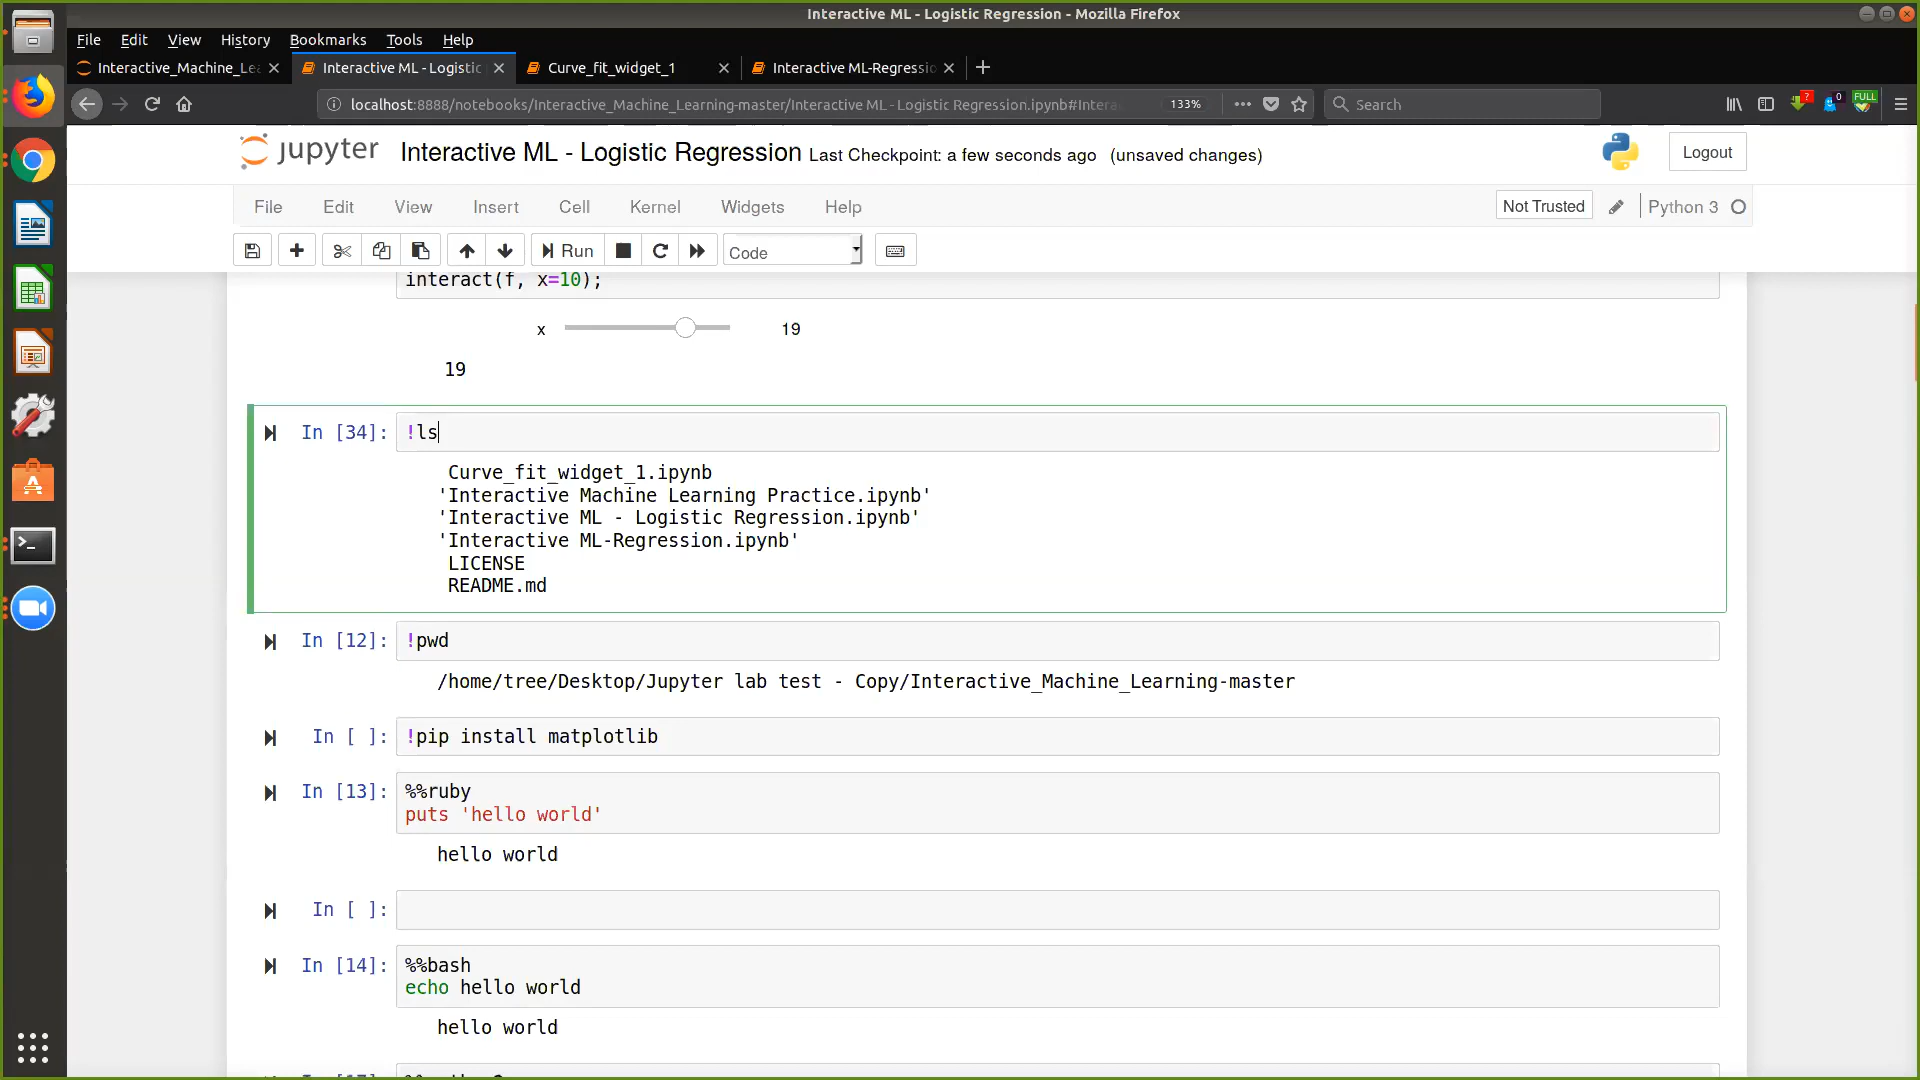 Interactive ML - Logistic Regression - Mozilla Firefox
File Edit View History Bookmarks Tools Help
Interactive_Machine_Le
Interactive ML - Logistic
Curve_fit_widget_1
Interactive ML-Regressi
localhost:8888/notebooks/Interactive_Machine_Learning-master/Interactive ML - Logistic Regression.ipynb#Intera
133%
Search
? 0 FULL
jupyter Interactive ML - Logistic Regression Last Checkpoint: a few seconds ago (unsaved changes)
Logout
File Edit View Insert Cell Kernel Widgets Help
Not Trusted
Python 3
Run
Code
interact(f, x=10);
x 19
19
In [34]: !ls
Curve_fit_widget_1.ipynb
'Interactive Machine Learning Practice.ipynb'
'Interactive ML - Logistic Regression.ipynb'
'Interactive ML-Regression.ipynb'
LICENSE
README.md
In [12]: !pwd
/home/tree/Desktop/Jupyter lab test - Copy/Interactive_Machine_Learning-master
In [ ]: !pip install matplotlib
In [13]: %%ruby
puts 'hello world'
hello world
In [ ]:
In [14]: %%bash
echo hello world
hello world